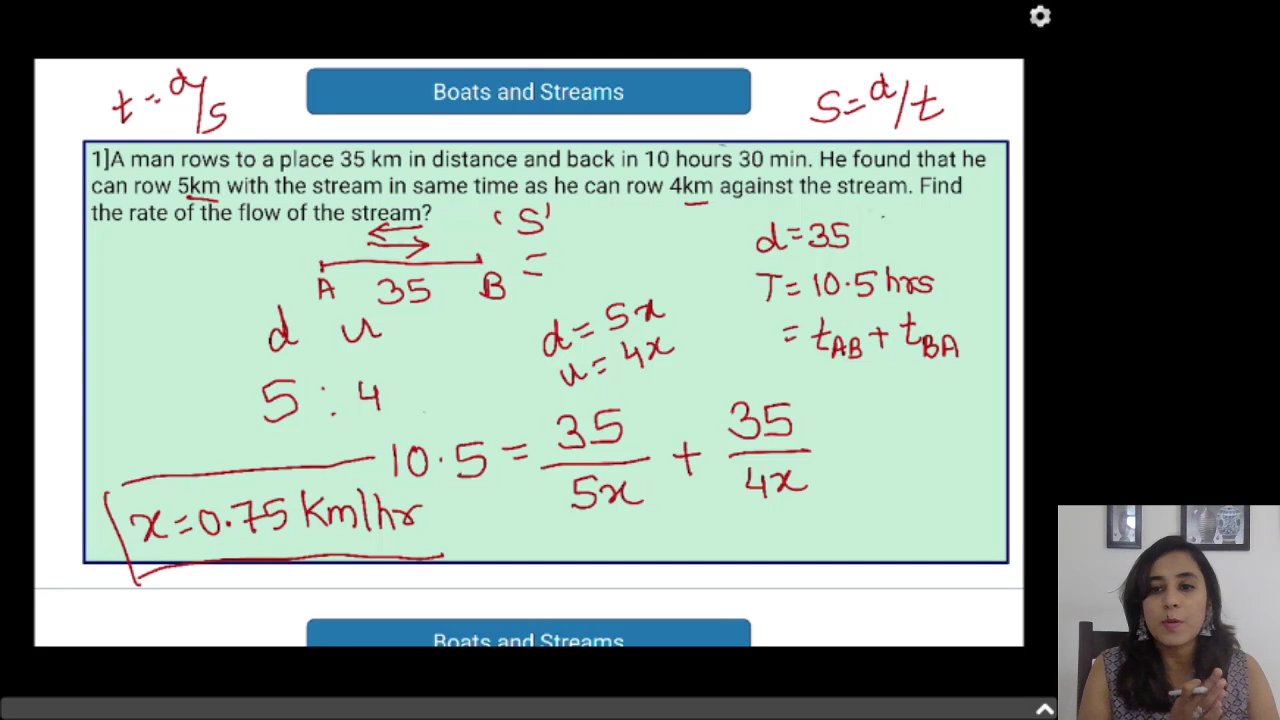 t = d/s
Boats and Streams
S = d/t
1]A man rows to a place 35 km in distance and back in 10 hours 30 min. He found that he
can row 5km with the stream in same time as he can row 4km against the stream. Find
the rate of the flow of the stream?
'S'
=
A 35 B
d = 35
T = 10.5 hrs
= tAB + tBA
d u
5 : 4
d = 5x
u = 4x
10.5 = 35/5x + 35/4x
x = 0.75 Km/hr
Boats and Streams